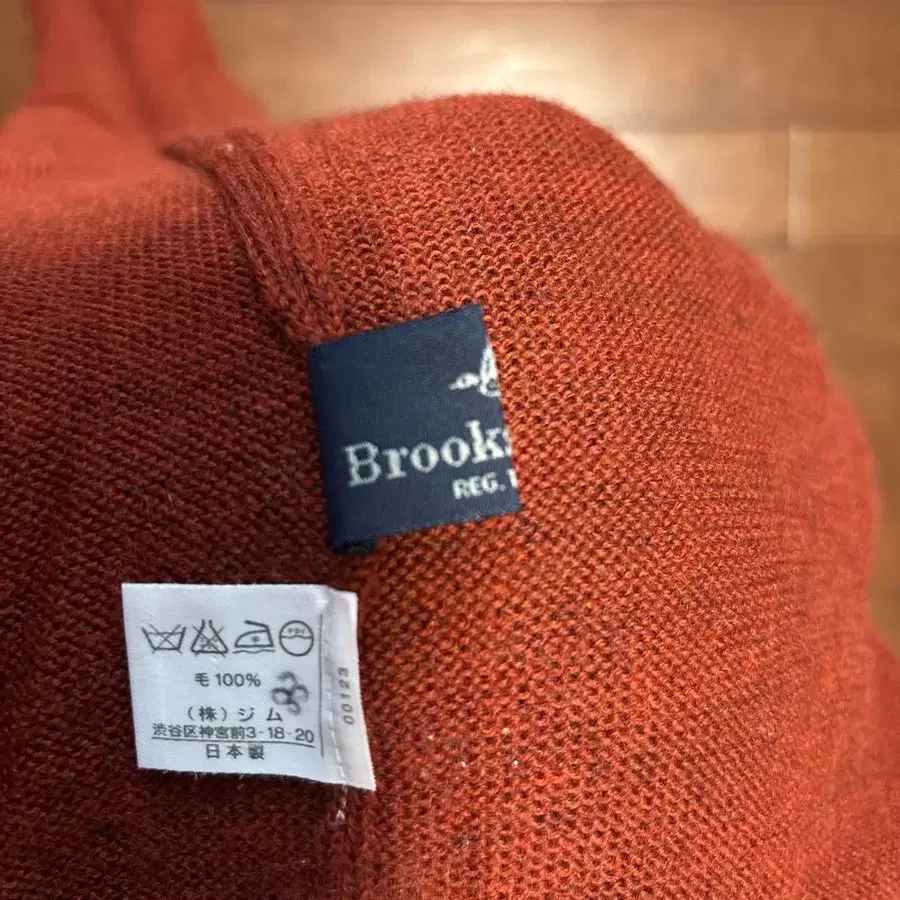 Brooks
REG.
毛 100%
(株)ジム
渋谷区神宮前3-18-20
日本製
00123